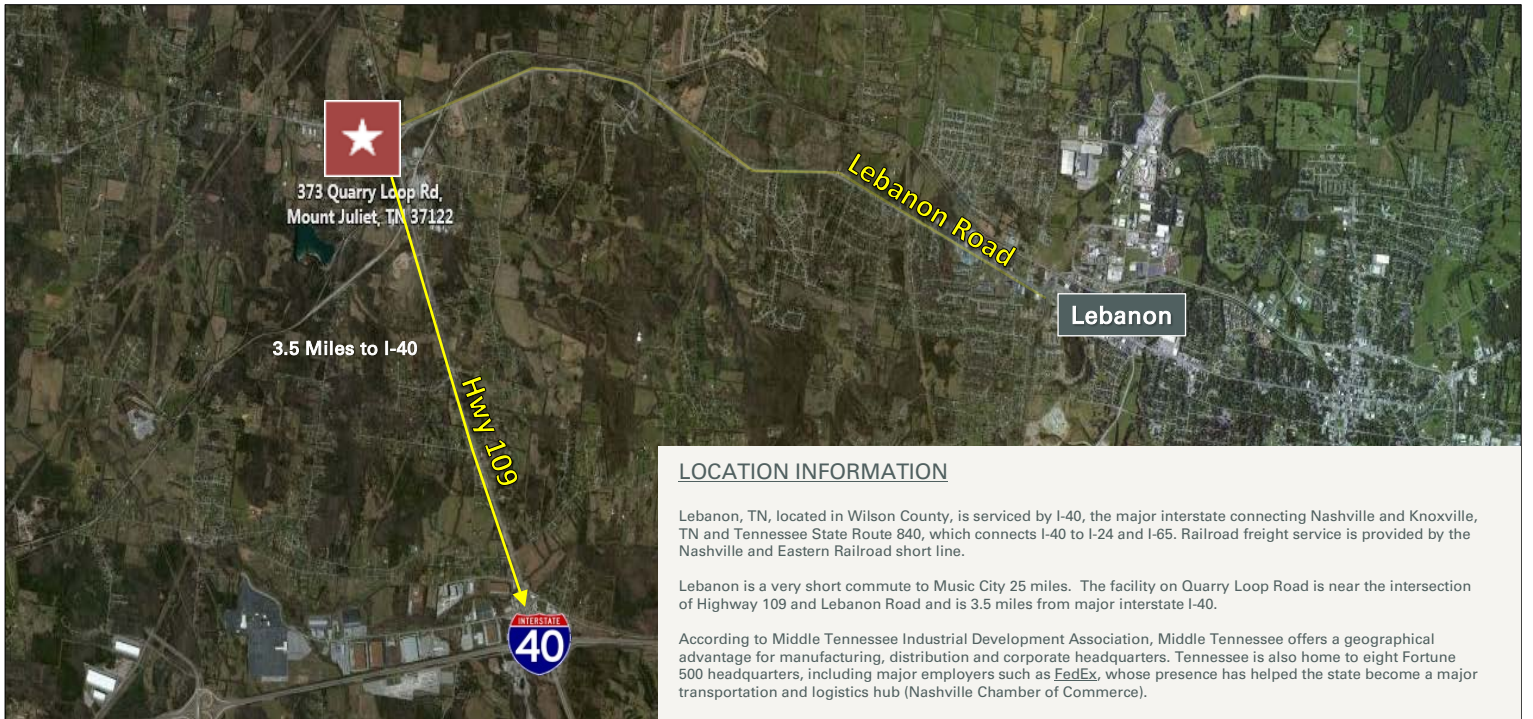 373 Quarry Loop Rd,
Mount Juliet, TN 37122
Lebanon Road
Lebanon
3.5 Miles to I-40
Hwy 109
INTERSTATE
40
LOCATION INFORMATION
Lebanon, TN, located in Wilson County, is serviced by I-40, the major interstate connecting Nashville and Knoxville,
TN and Tennessee State Route 840, which connects I-40 to I-24 and I-65. Railroad freight service is provided by the
Nashville and Eastern Railroad short line.
Lebanon is a very short commute to Music City 25 miles. The facility on Quarry Loop Road is near the intersection
of Highway 109 and Lebanon Road and is 3.5 miles from major interstate I-40.
According to Middle Tennessee Industrial Development Association, Middle Tennessee offers a geographical
advantage for manufacturing, distribution and corporate headquarters. Tennessee is also home to eight Fortune
500 headquarters, including major employers such as FedEx, whose presence has helped the state become a major
transportation and logistics hub (Nashville Chamber of Commerce).